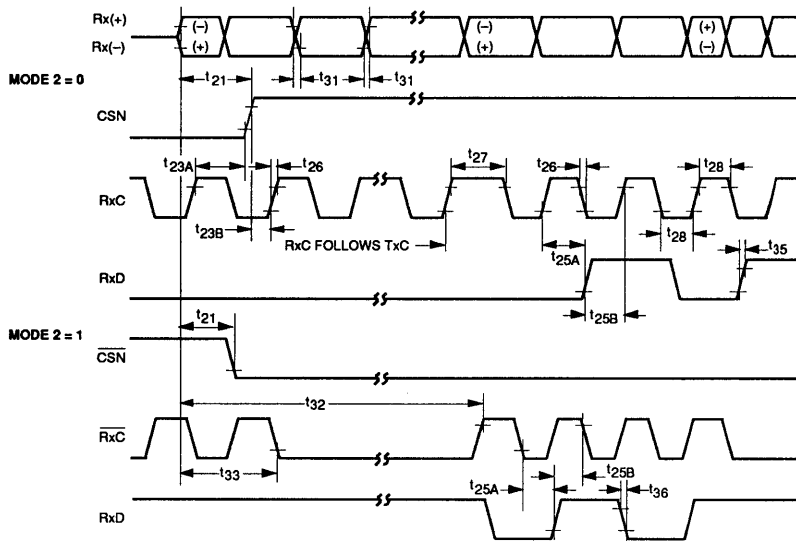 Rx(+)
Rx(–)
(–)
(+)
(–)
(+)
(+)
(–)
MODE 2 = 0
t21
t31
t31
CSN
t23A
t26
t27
t26
t28
RxC
t23B
RxC FOLLOWS TxC
t25A
t28
t35
RxD
t21
t25B
MODE 2 = 1
CSN
t32
RxC
t33
t25A
t25B
t36
RxD